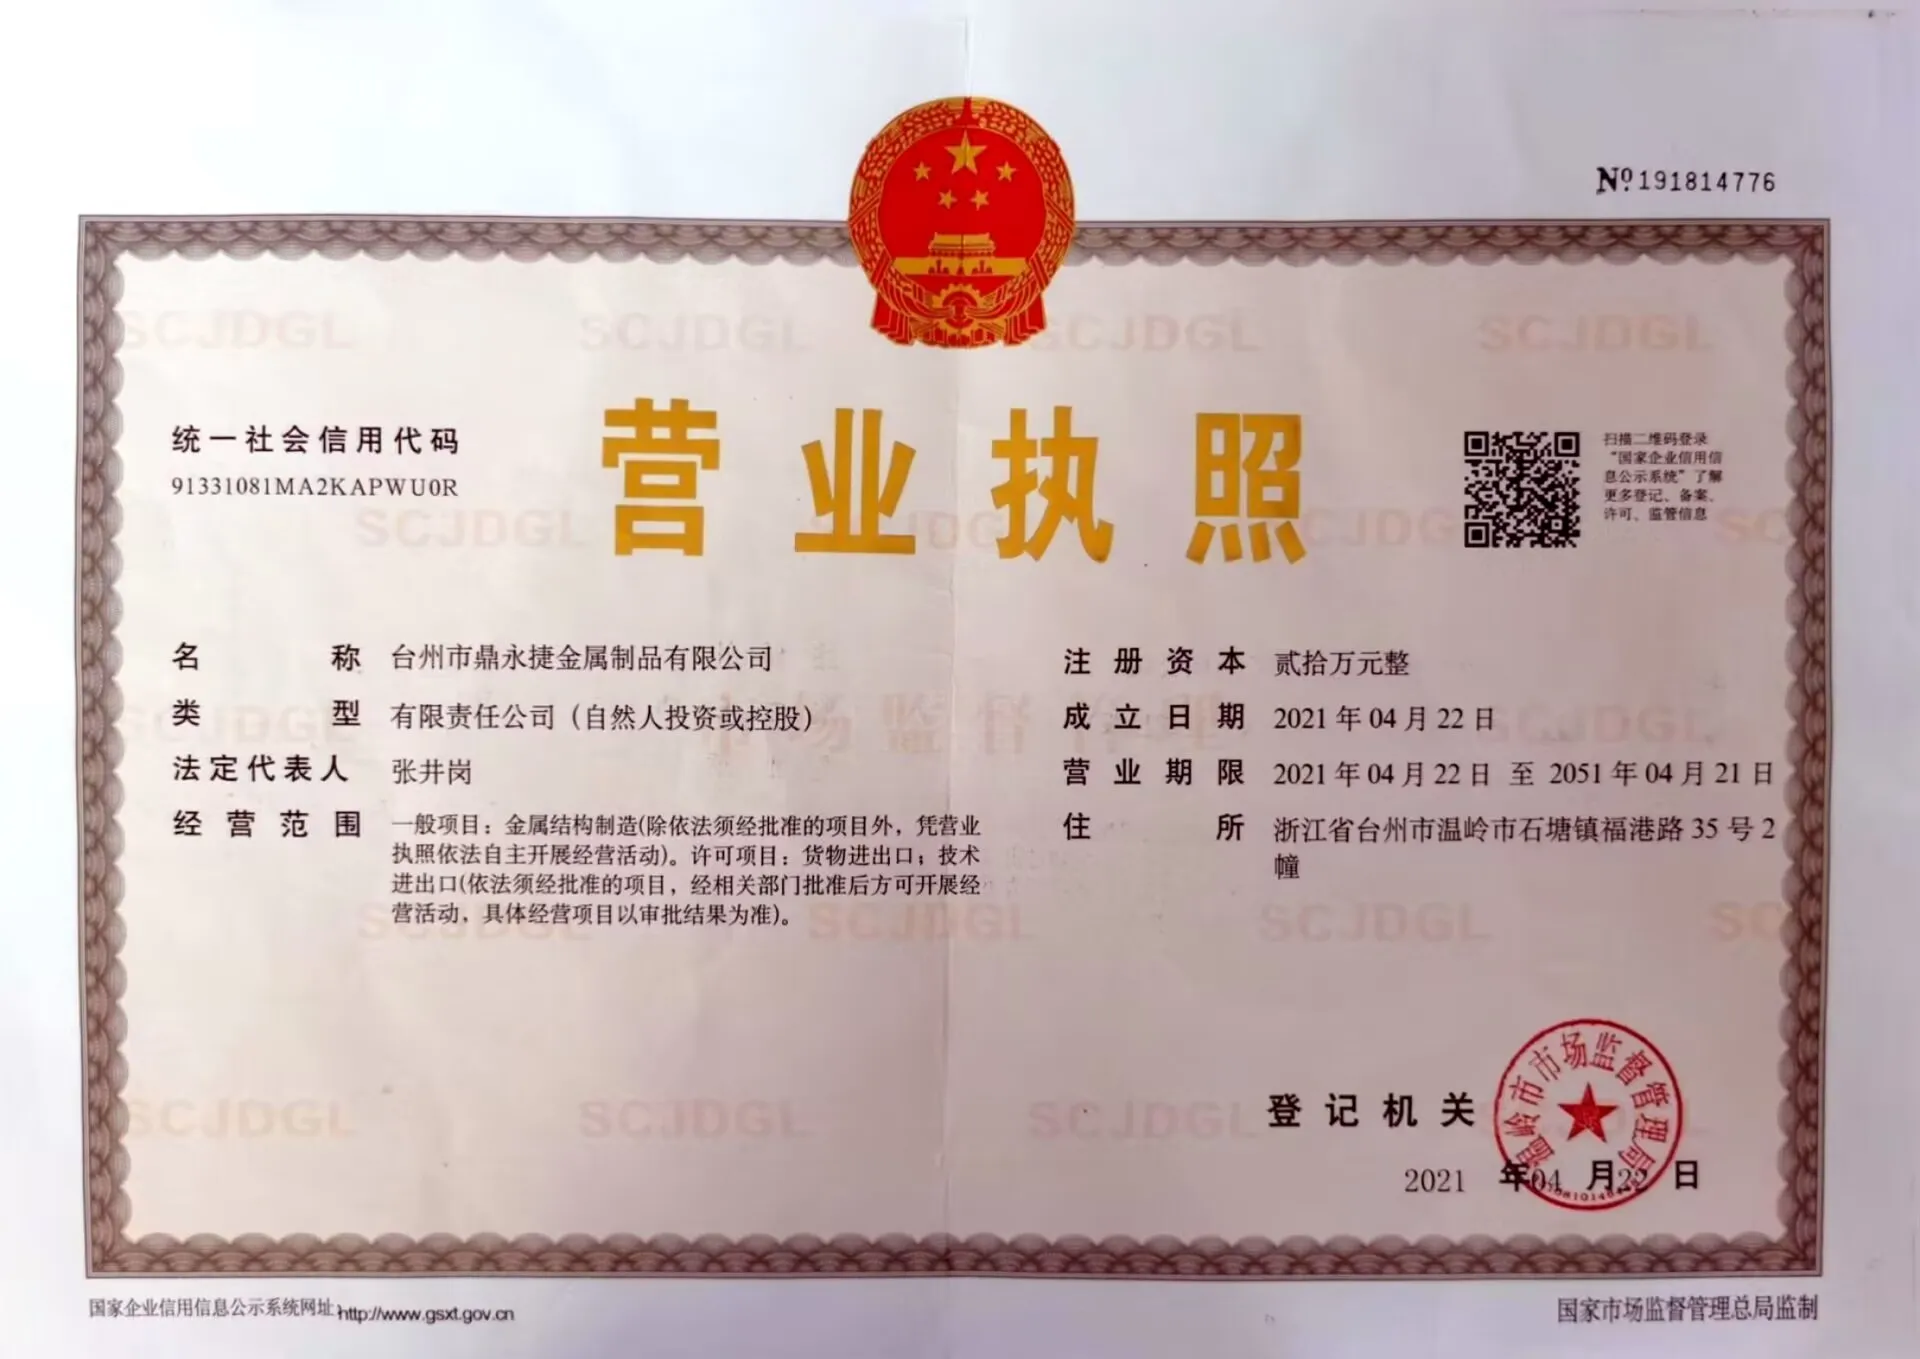 №191814776
营业执照
统一社会信用代码
91331081MA2KAPWU0R
扫描二维码登录
“国家企业信用信
息公示系统”了解
更多登记、备案、
许可、监管信息
名称 台州市鼎永捷金属制品有限公司
类型 有限责任公司（自然人投资或控股）
法定代表人 张井岗
经营范围 一般项目：金属结构制造(除依法须经批准的项目外，凭营业
执照依法自主开展经营活动)。许可项目：货物进出口；技术
进出口(依法须经批准的项目，经相关部门批准后方可开展经
营活动，具体经营项目以审批结果为准)。
注册资本 贰拾万元整
成立日期 2021年04月22日
营业期限 2021年04月22日 至 2051年04月21日
住所 浙江省台州市温岭市石塘镇福港路35号2
幢
登记机关
温岭市市场监督管理局
2021 年04 月22 日
国家企业信用信息公示系统网址:http://www.gsxt.gov.cn
国家市场监督管理总局监制
SCJDGL
市场监督管理